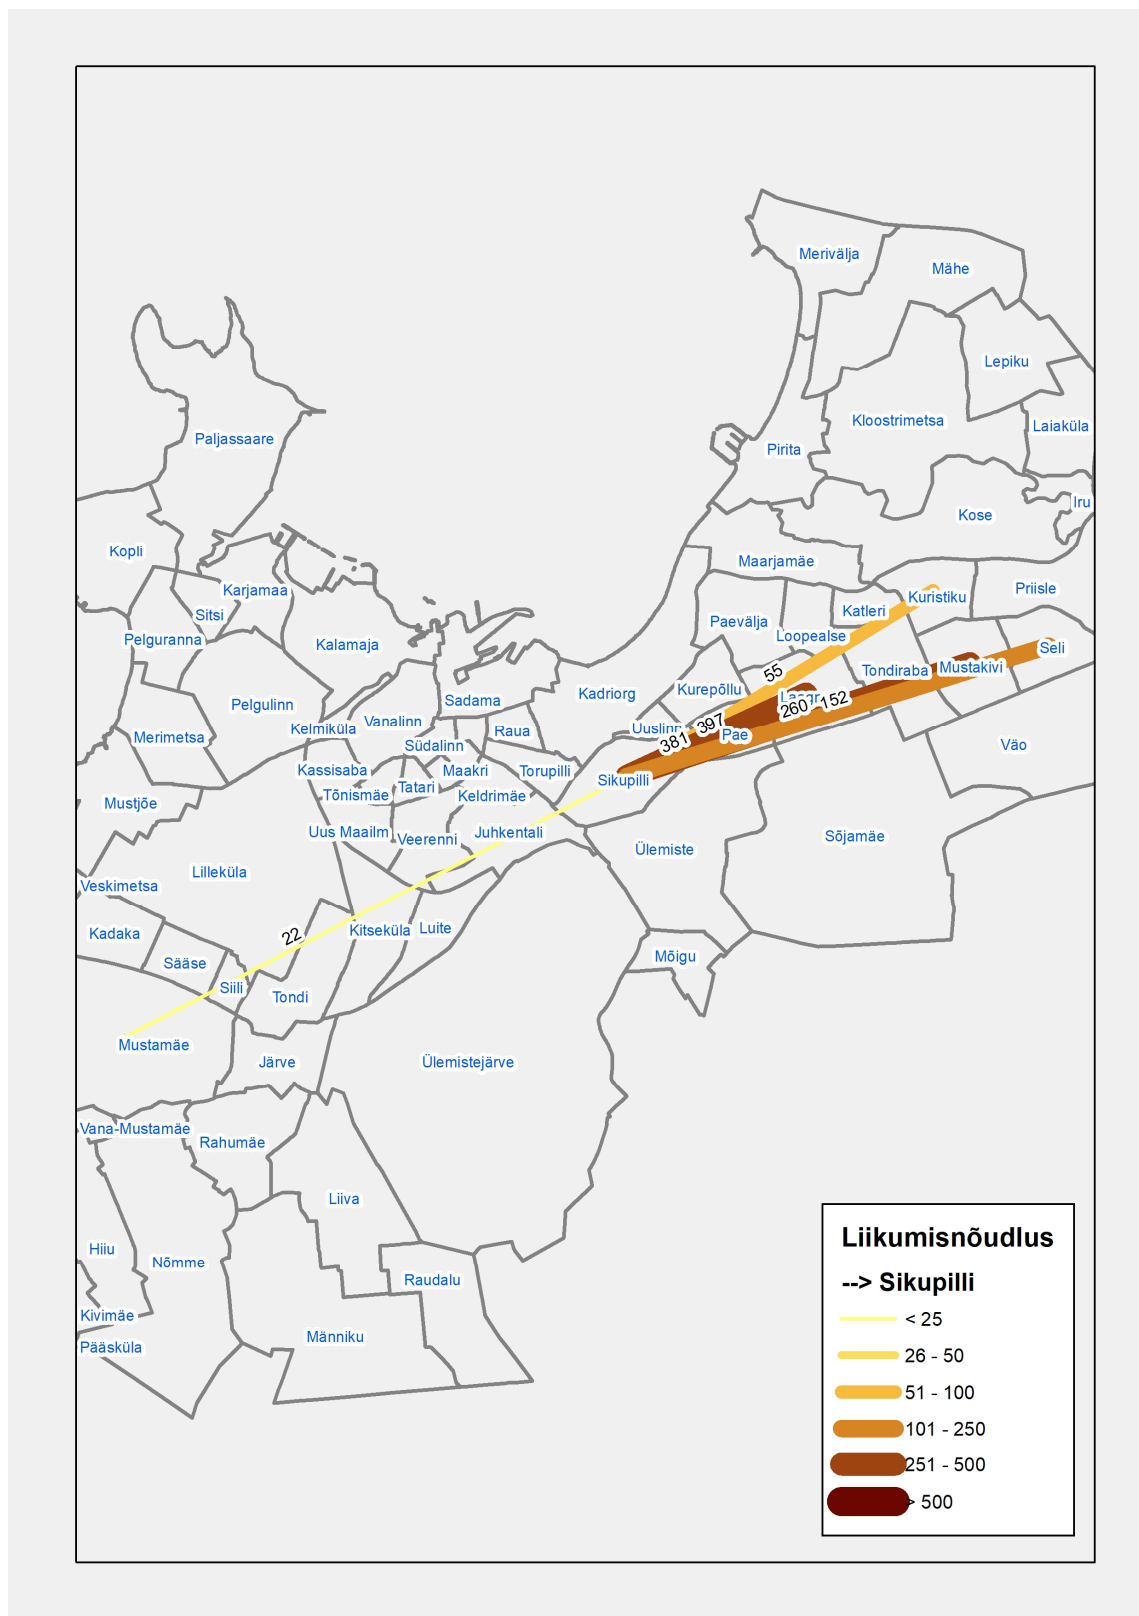 Merivälja
Mähe
Lepiku
Kloostrimetsa
Laiaküla
Paljassaare
Pirita
Iru
Kose
Kopli
Maarjamäe
Karjamaa
Kuristiku
Priisle
Sitsi
Katleri
Paevälja
Loopealse
Pelguranna
Kalamaja
Seli
Mustakivi
Tondiraba
55
Kurepõllu
Kadriorg
Sadama
Pelgulinn
260
152
Vanalinn
397
Kelmiküla
Raua
Uuslinn
Pae
Merimetsa
381
Südalinn
Väo
Kassisaba
Maakri
Torupilli
Sikupilli
Tatari
Tõnismäe
Keldrimäe
Mustjõe
Uus Maailm
Veerenni
Juhkentali
Sõjamäe
Ülemiste
Lilleküla
Veskimetsa
Kadaka
22
Kitseküla
Luite
Sääse
Mõigu
Siili
Tondi
Mustamäe
Järve
Ülemistejärve
Vana-Mustamäe
Rahumäe
Liiva
Hiiu
Nõmme
Raudalu
Kivimäe
Männiku
Pääsküla
Liikumisnõudlus
--> Sikupilli
< 25
26 - 50
51 - 100
101 - 250
251 - 500
> 500